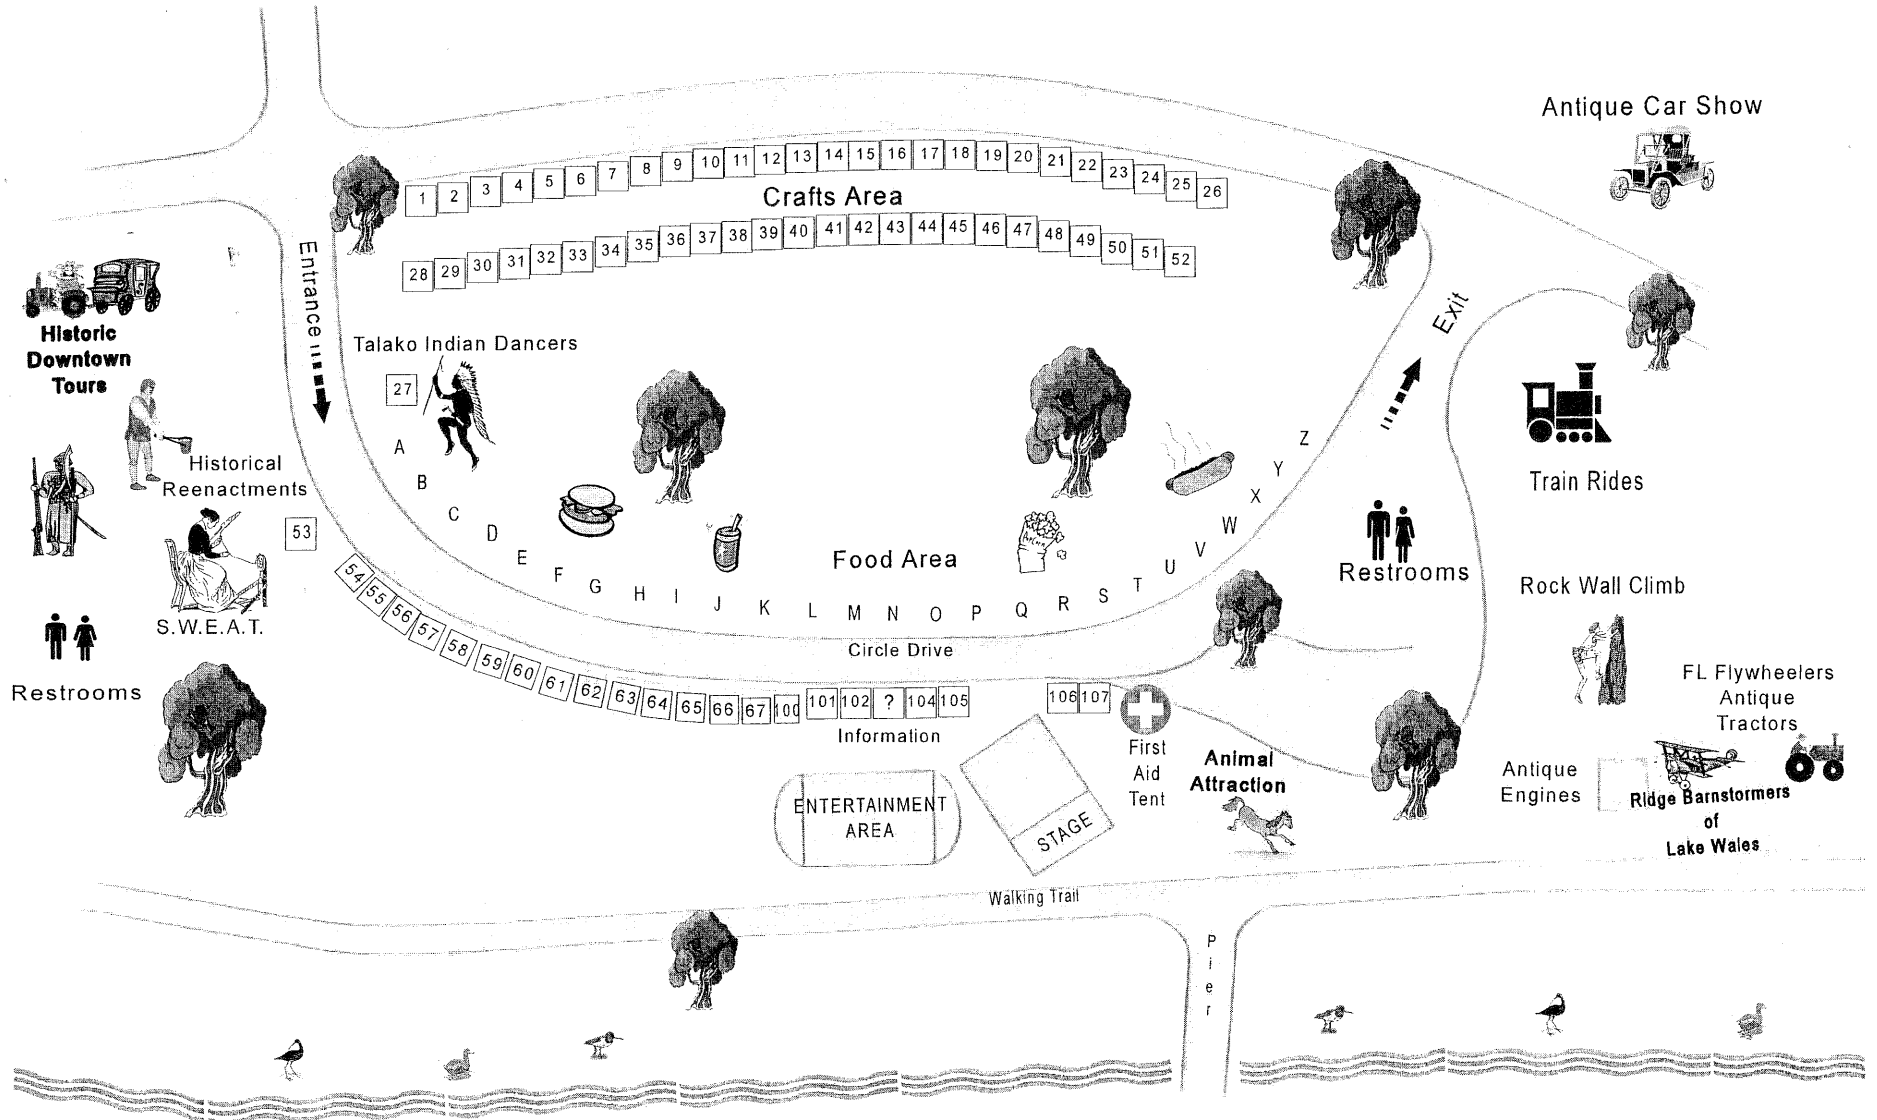 Antique Car Show
1 2 3 4 5 6 7 8 9 10 11 12 13 14 15 16 17 18 19 20 21 22 23 24 25 26
Crafts Area
28 29 30 31 32 33 34 35 36 37 38 39 40 41 42 43 44 45 46 47 48 49 50 51 52
Entrance
Exit
Historic
Downtown
Tours
Talako Indian Dancers
27
A B C D E F G H I J K L M N O P Q R S T U V W X Y Z
Historical
Reenactments
S.W.E.A.T.
Restrooms
Food Area
Restrooms
Train Rides
Rock Wall Climb
Circle Drive
53
54 55 56 57 58 59 60 61 62 63 64 65 66 67 100 101 102 ? 104 105
106 107
Information
ENTERTAINMENT
AREA
STAGE
First
Aid
Tent
Animal
Attraction
FL Flywheelers
Antique
Tractors
Antique
Engines
Ridge Barnstormers
of
Lake Wales
Walking Trail
Pier